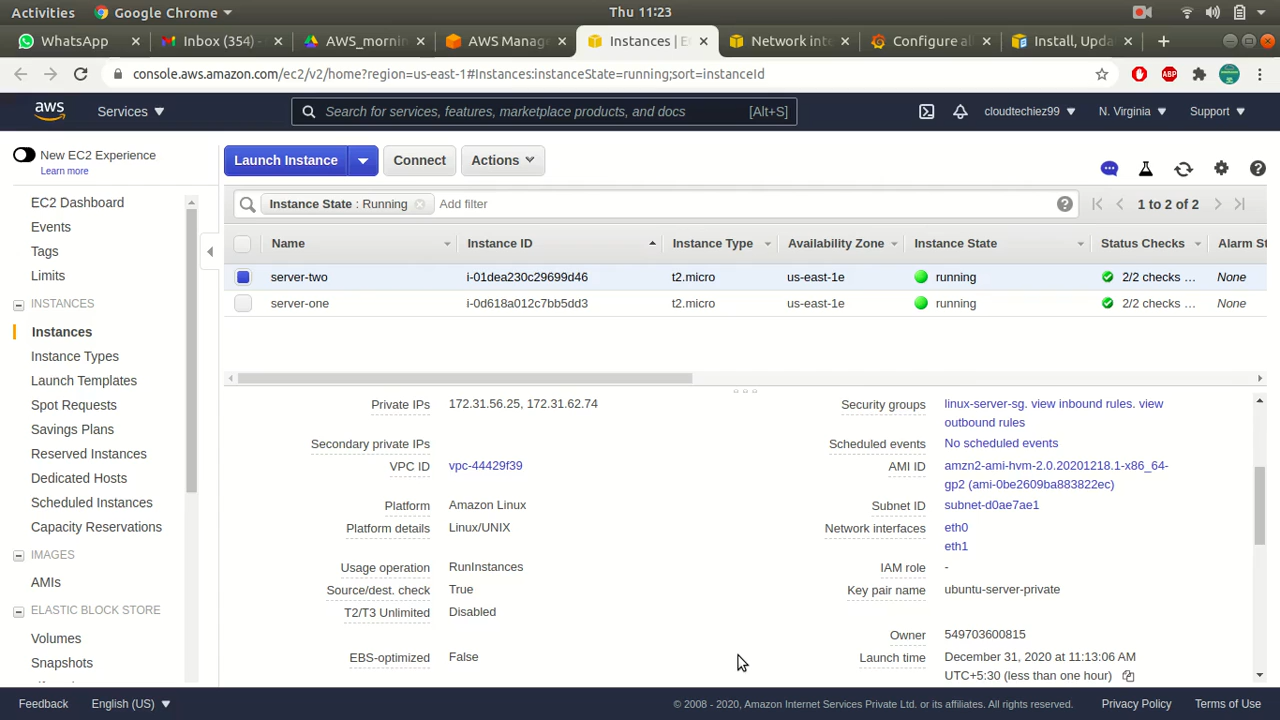 Activities Google Chrome Thu 11:23
WhatsApp Inbox (354) - AWS_mornin AWS Manag Instances | E Network int Configure al Install, Upda
console.aws.amazon.com/ec2/v2/home?region=us-east-1#Instances:instanceState=running;sort=instanceId ABP
aws Services Search for services, features, marketplace products, and docs [Alt+S] cloudtechiez99 N. Virginia Support
New EC2 Experience
Learn more
Launch Instance Connect Actions
Instance State : Running Add filter 1 to 2 of 2
Name Instance ID Instance Type Availability Zone Instance State Status Checks Alarm St
server-two i-01dea230c29699d46 t2.micro us-east-1e running 2/2 checks ... None
server-one i-0d618a012c7bb5dd3 t2.micro us-east-1e running 2/2 checks ... None
EC2 Dashboard
Events
Tags
Limits
INSTANCES
Instances
Instance Types
Launch Templates
Spot Requests
Savings Plans
Reserved Instances
Dedicated Hosts
Scheduled Instances
Capacity Reservations
IMAGES
AMIs
ELASTIC BLOCK STORE
Volumes
Snapshots
Private IPs 172.31.56.25, 172.31.62.74
Secondary private IPs
VPC ID vpc-44429f39
Platform Amazon Linux
Platform details Linux/UNIX
Usage operation RunInstances
Source/dest. check True
T2/T3 Unlimited Disabled
EBS-optimized False
Security groups linux-server-sg. view inbound rules. view
outbound rules
Scheduled events No scheduled events
AMI ID amzn2-ami-hvm-2.0.20201218.1-x86_64-
gp2 (ami-0be2609ba883822ec)
Subnet ID subnet-d0ae7ae1
Network interfaces eth0
eth1
IAM role -
Key pair name ubuntu-server-private
Owner 549703600815
Launch time December 31, 2020 at 11:13:06 AM
UTC+5:30 (less than one hour)
Feedback English (US) © 2008 - 2020, Amazon Internet Services Private Ltd. or its affiliates. All rights reserved. Privacy Policy Terms of Use